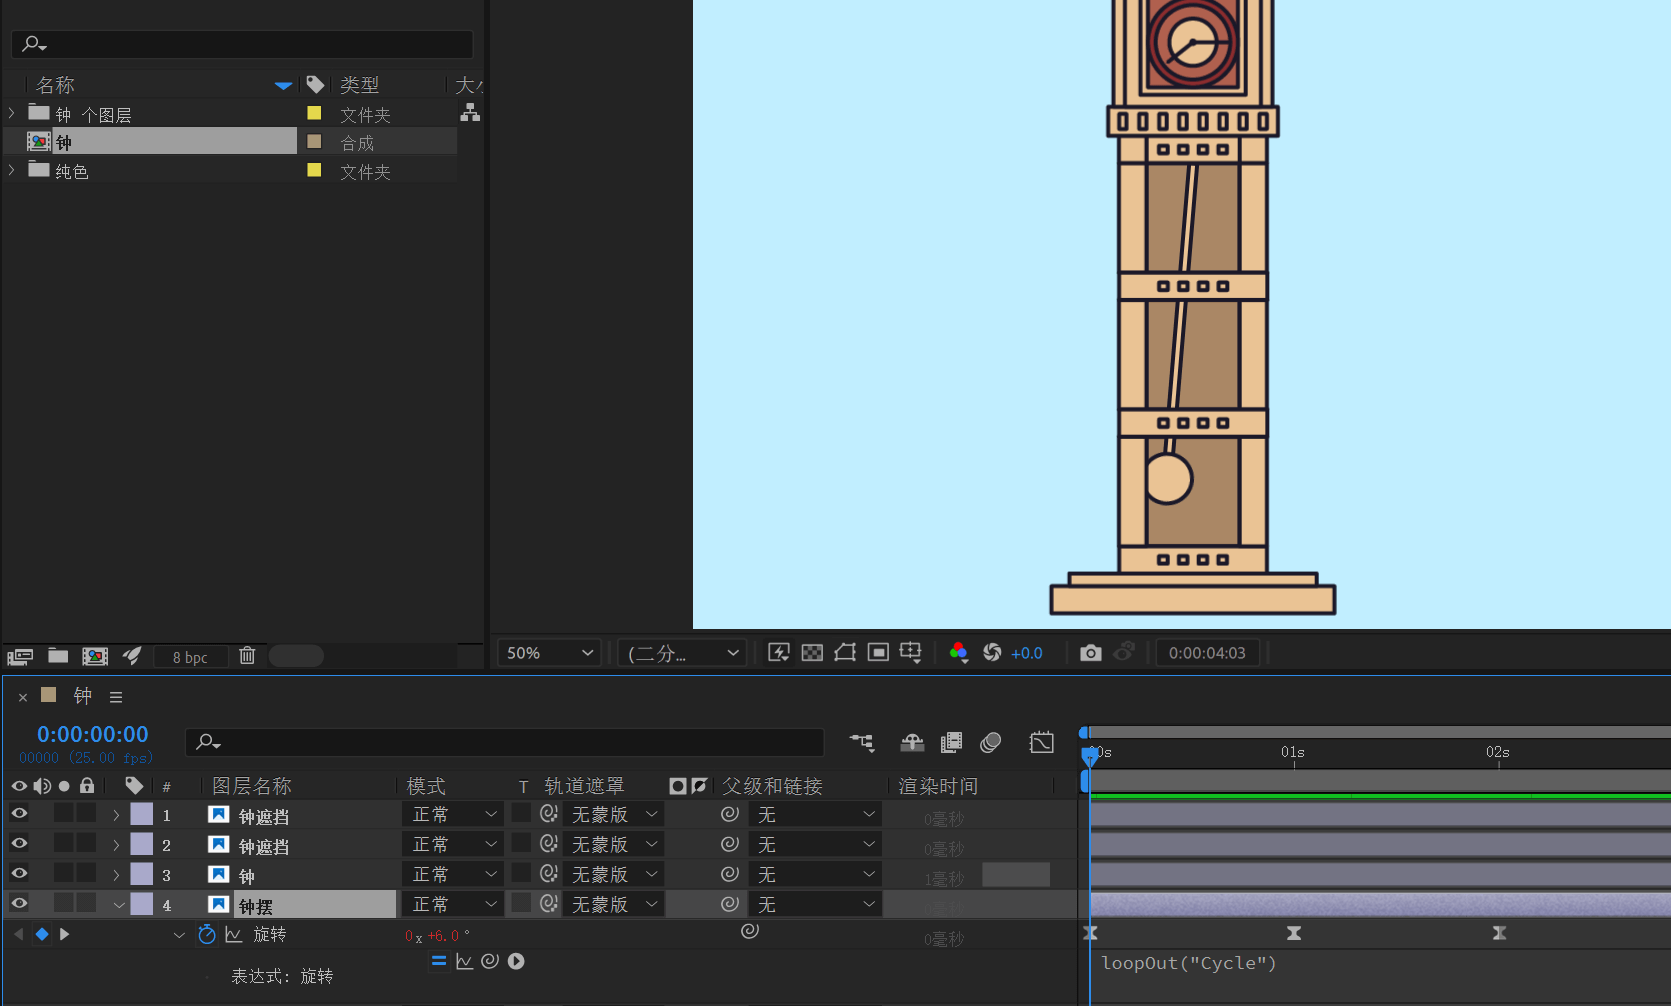 名称 类型 大小
钟 个图层 文件夹
钟 合成
纯色 文件夹
8 bpc
50% (二分... +0.0 0:00:04:03
× 钟
0:00:00:00
00000 (25.00 fps)
00s 01s 02s
# 图层名称 模式 T 轨道遮罩 父级和链接 渲染时间
1 钟遮挡 正常 无蒙版 无 0毫秒
2 钟遮挡 正常 无蒙版 无 0毫秒
3 钟 正常 无蒙版 无 1毫秒
4 钟摆 正常 无蒙版 无 0毫秒
旋转 0x+6.0° 0毫秒
表达式: 旋转 loopOut("Cycle")